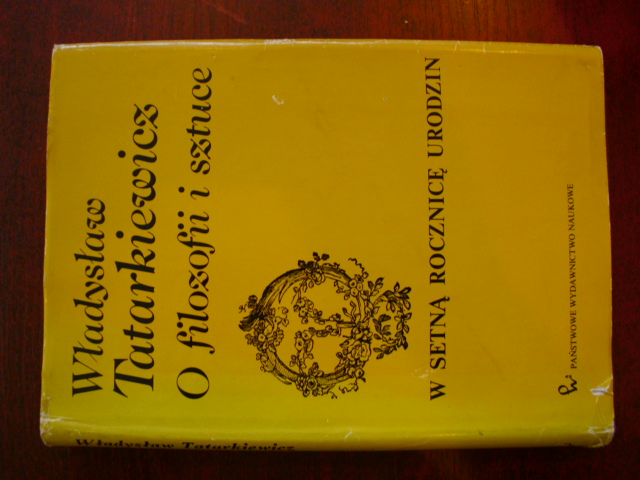 Władysław
Tatarkiewicz
O filozofii i sztuce
W SETNĄ ROCZNICĘ URODZIN
PAŃSTWOWE WYDAWNICTWO NAUKOWE
Władysław Tatarkiewicz